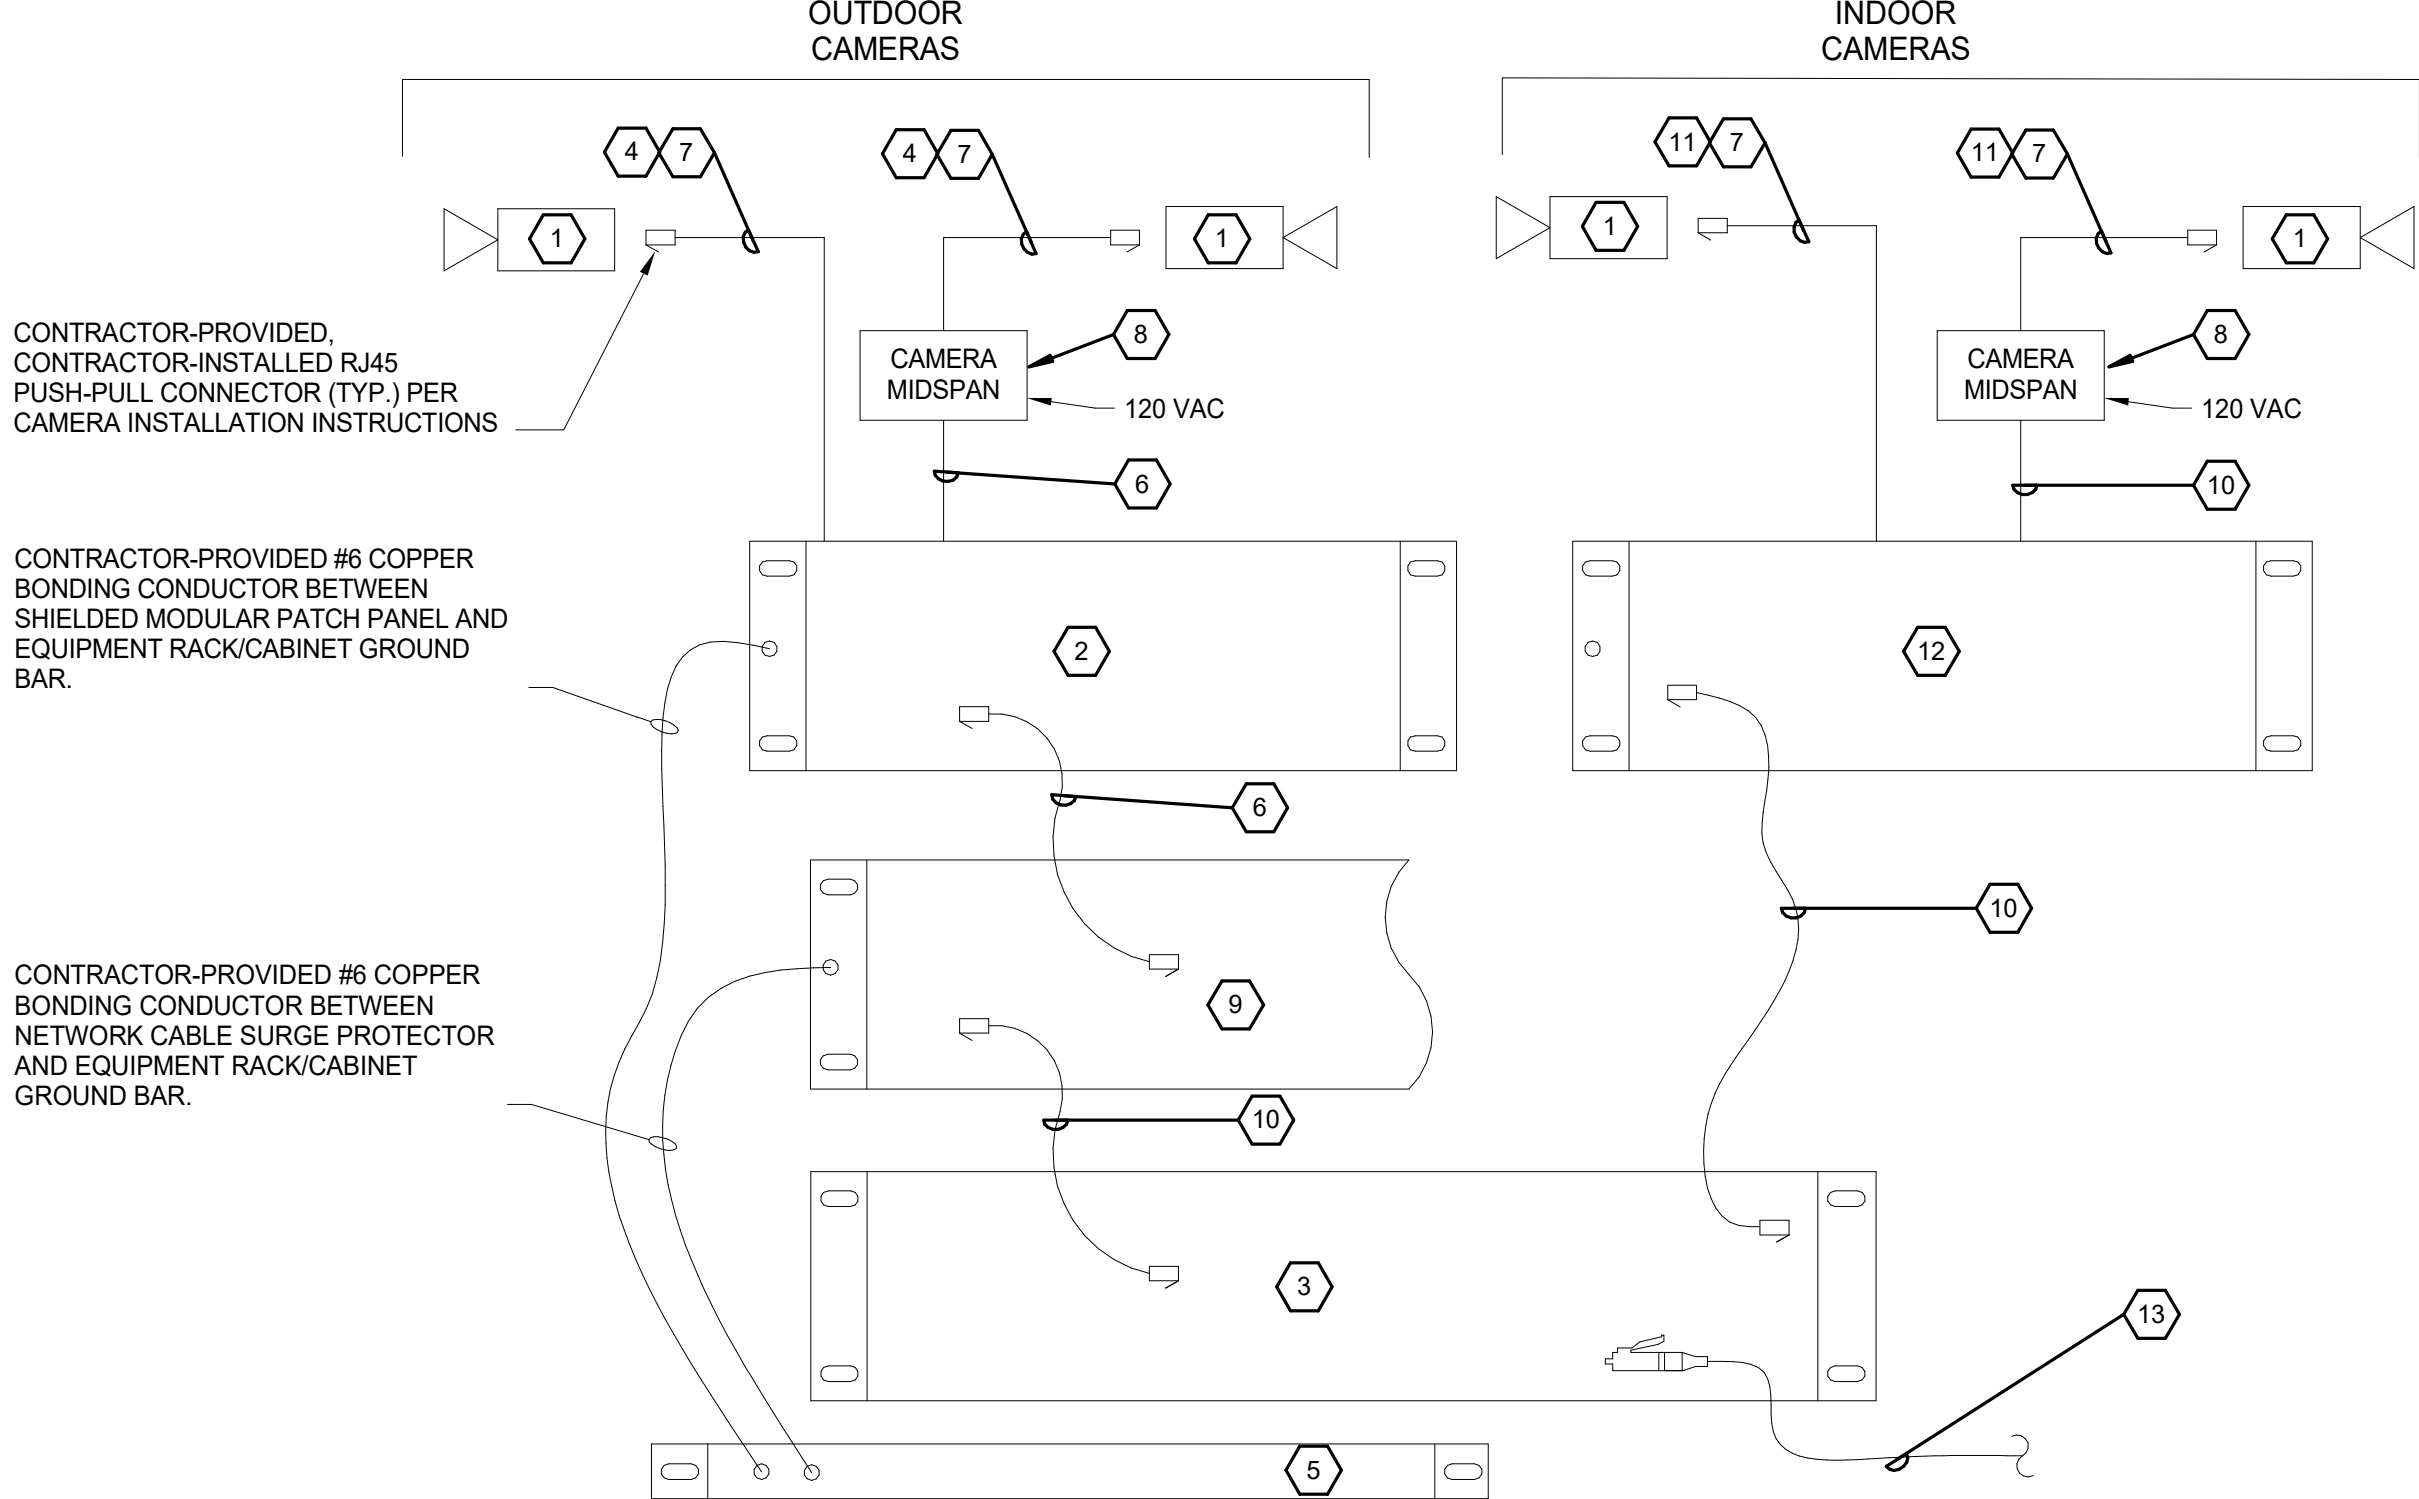 OUTDOOR
CAMERAS
INDOOR
CAMERAS
4
7
4
7
11
7
11
7
1
1
1
1
CONTRACTOR-PROVIDED,
CONTRACTOR-INSTALLED RJ45
PUSH-PULL CONNECTOR (TYP.) PER
CAMERA INSTALLATION INSTRUCTIONS
CAMERA
MIDSPAN
8
120 VAC
6
CAMERA
MIDSPAN
8
120 VAC
10
CONTRACTOR-PROVIDED #6 COPPER
BONDING CONDUCTOR BETWEEN
SHIELDED MODULAR PATCH PANEL AND
EQUIPMENT RACK/CABINET GROUND
BAR.
2
12
6
10
CONTRACTOR-PROVIDED #6 COPPER
BONDING CONDUCTOR BETWEEN
NETWORK CABLE SURGE PROTECTOR
AND EQUIPMENT RACK/CABINET
GROUND BAR.
9
10
3
13
5